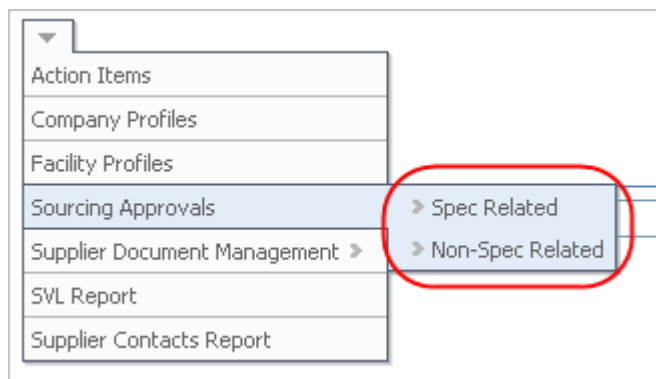 Action Items
Company Profiles
Facility Profiles
Sourcing Approvals
Spec Related
Non-Spec Related
Supplier Document Management
SVL Report
Supplier Contacts Report